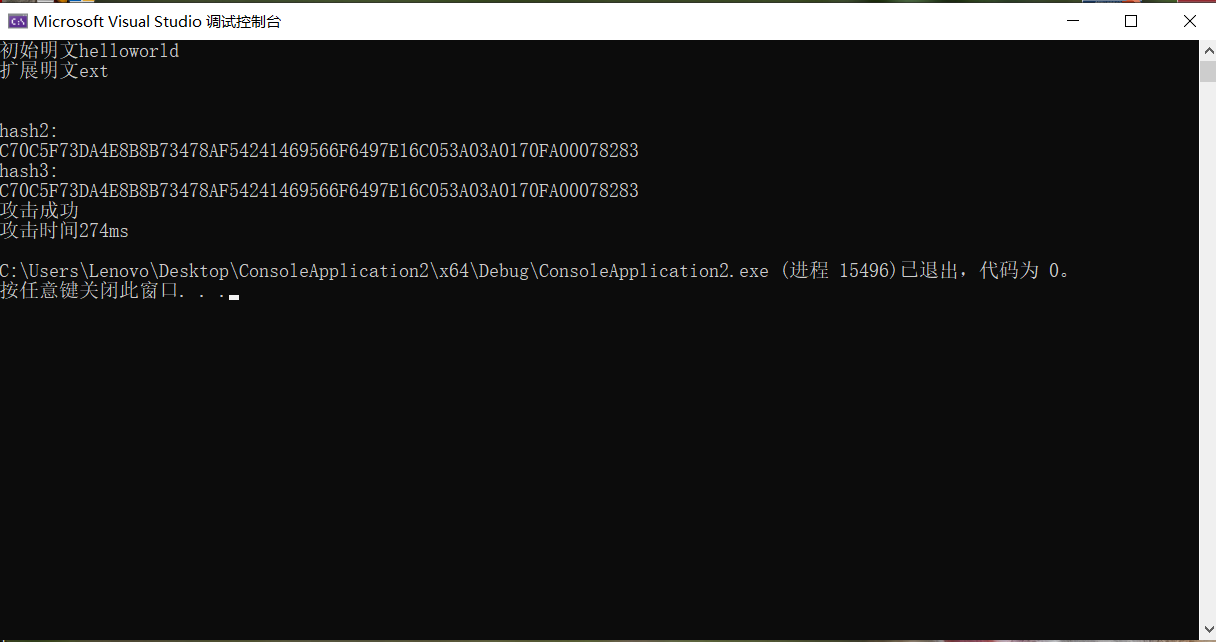 Microsoft Visual Studio 调试控制台
初始明文helloworld
扩展明文ext
hash2:
C70C5F73DA4E8B8B73478AF54241469566F6497E16C053A03A0170FA00078283
hash3:
C70C5F73DA4E8B8B73478AF54241469566F6497E16C053A03A0170FA00078283
攻击成功
攻击时间274ms
C:\Users\Lenovo\Desktop\ConsoleApplication2\x64\Debug\ConsoleApplication2.exe (进程 15496)已退出，代码为 0。
按任意键关闭此窗口. . .